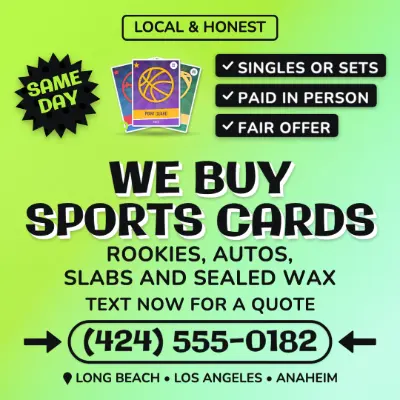 LOCAL & HONEST
SAME
DAY
SINGLES OR SETS
PAID IN PERSON
FAIR OFFER
WE BUY
SPORTS CARDS
ROOKIES, AUTOS,
SLABS AND SEALED WAX
TEXT NOW FOR A QUOTE
(424) 555-0182
LONG BEACH • LOS ANGELES • ANAHEIM